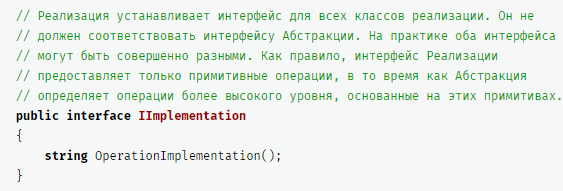 // Реализация устанавливает интерфейс для всех классов реализации. Он не
// должен соответствовать интерфейсу Абстракции. На практике оба интерфейса
// могут быть совершенно разными. Как правило, интерфейс Реализации
// предоставляет только примитивные операции, в то время как Абстракция
// определяет операции более высокого уровня, основанные на этих примитивах.
public interface IImplementation
{
    string OperationImplementation();
}